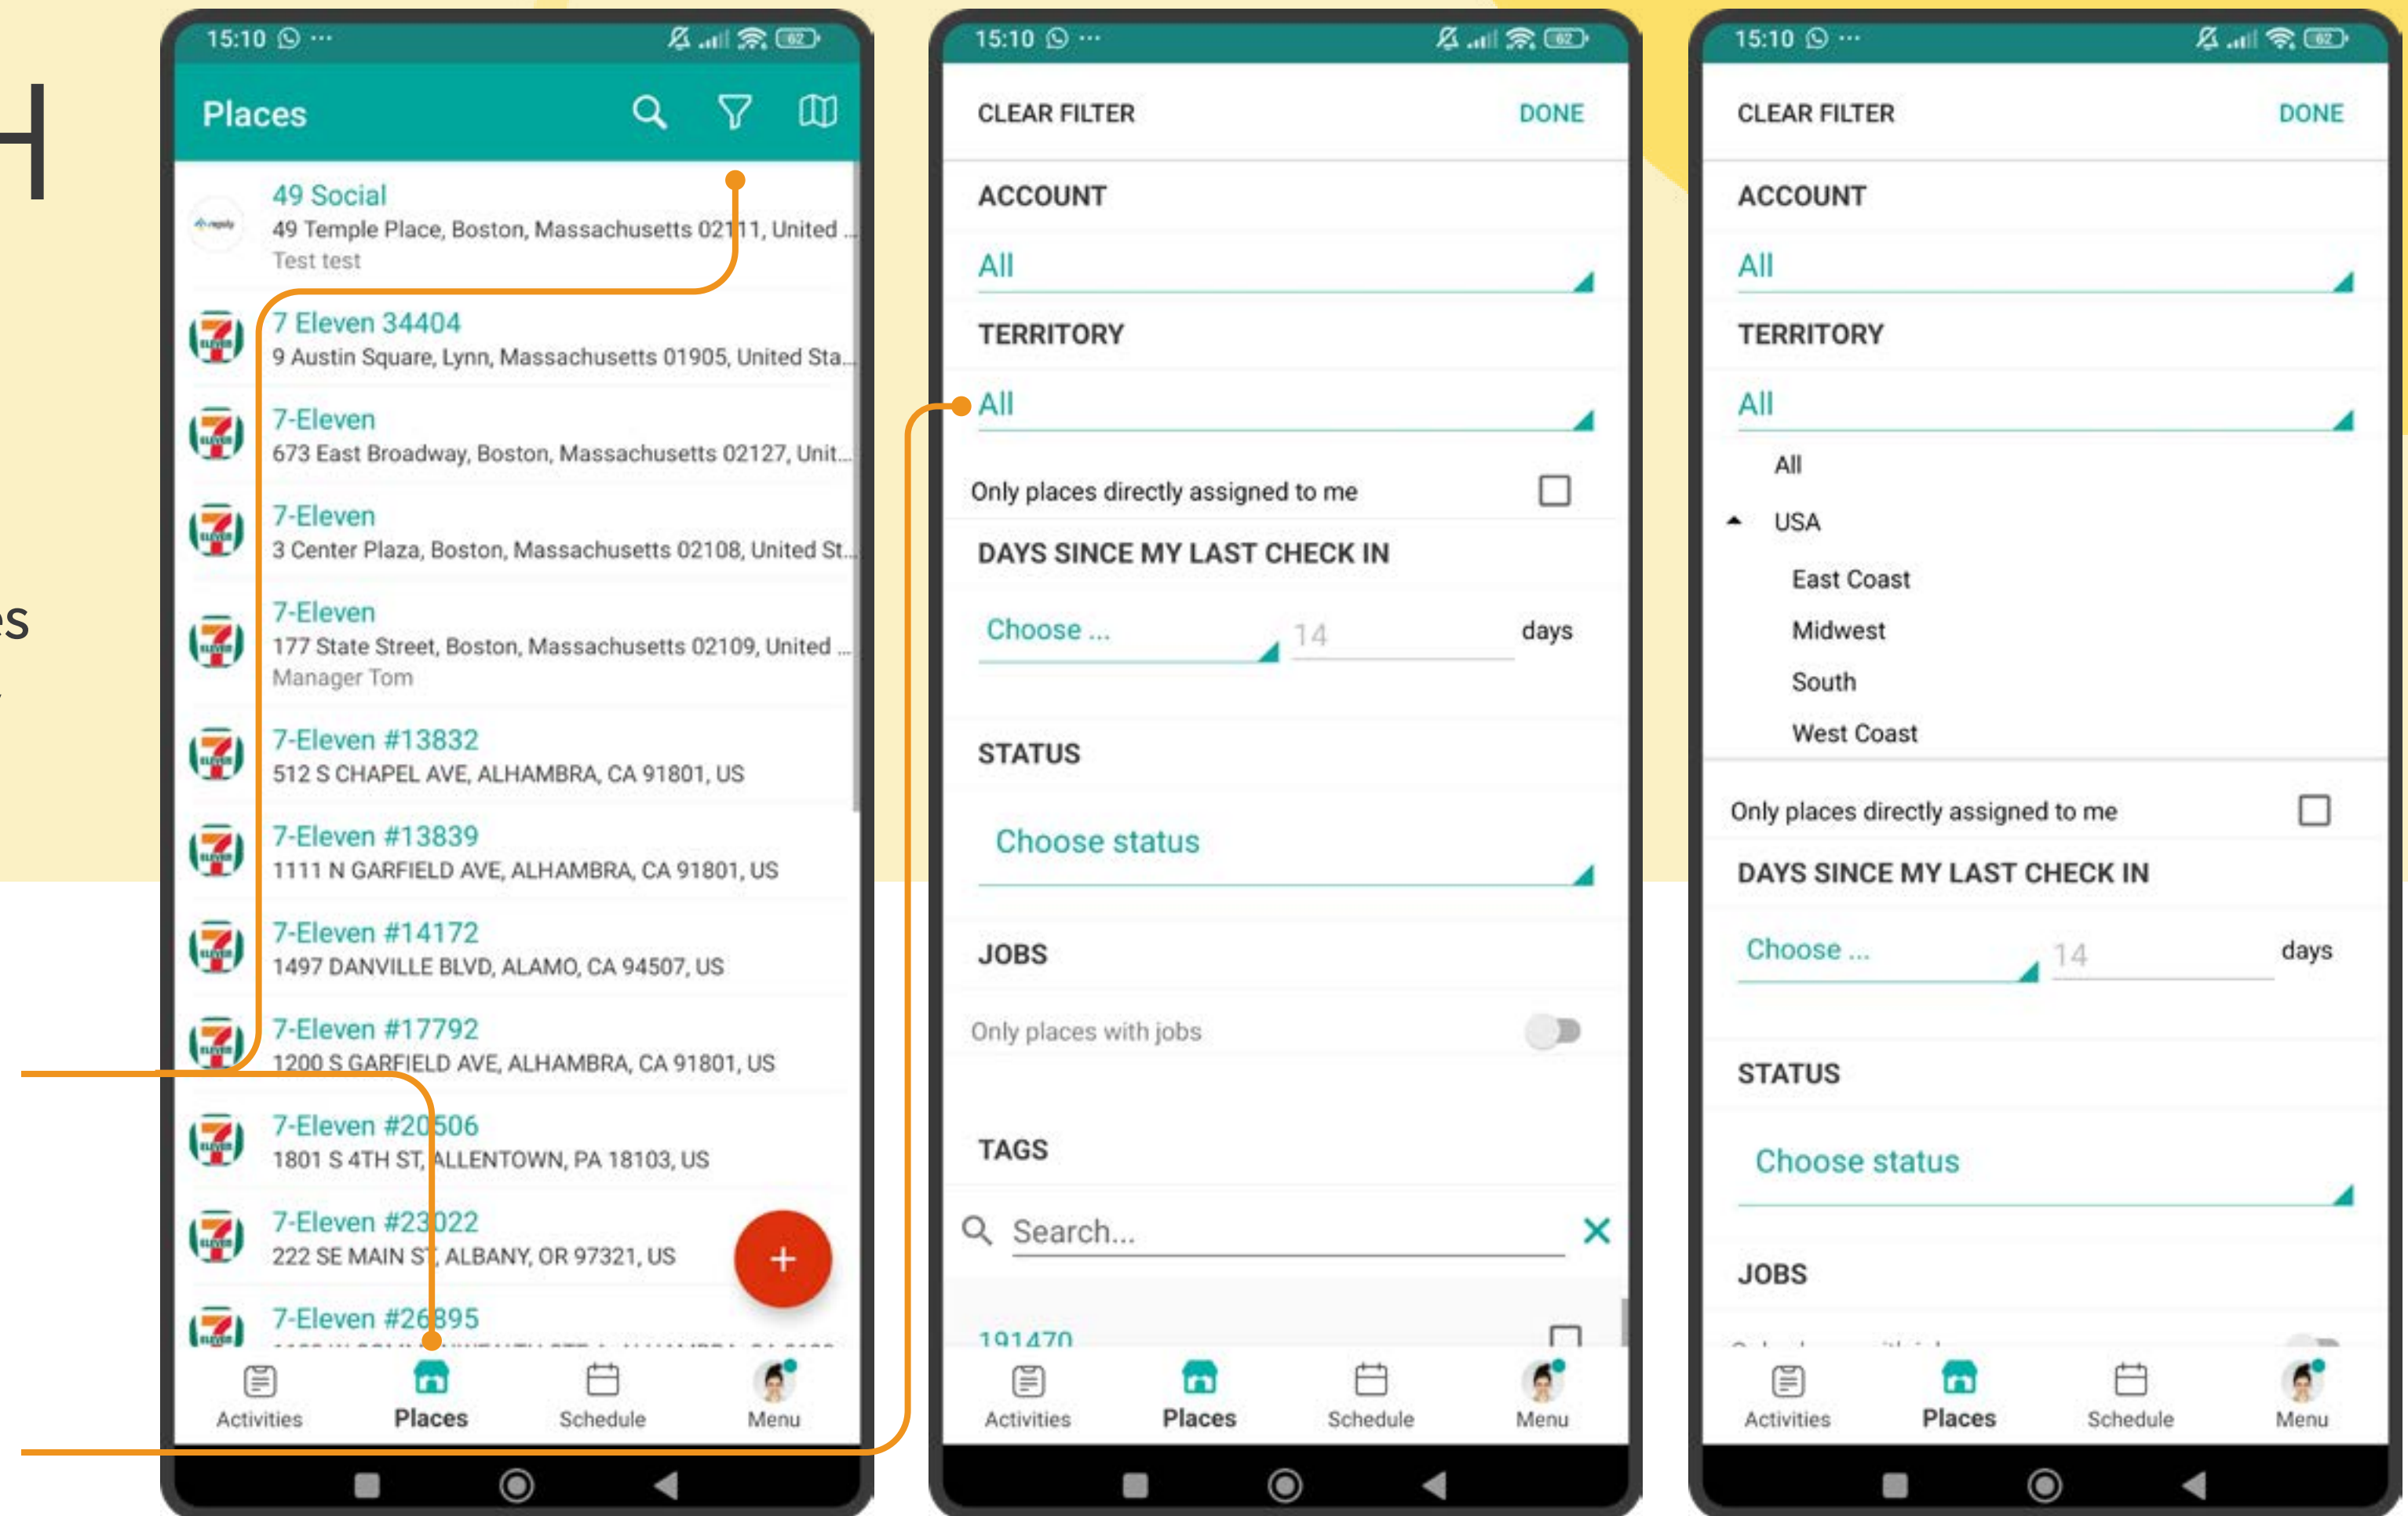 H
es
15:10
62
Places
49 Social
49 Temple Place, Boston, Massachusetts 02111, United ...
Test test
7 Eleven 34404
9 Austin Square, Lynn, Massachusetts 01905, United Sta...
7-Eleven
673 East Broadway, Boston, Massachusetts 02127, Unit...
7-Eleven
3 Center Plaza, Boston, Massachusetts 02108, United St...
7-Eleven
177 State Street, Boston, Massachusetts 02109, United ...
Manager Tom
7-Eleven #13832
512 S CHAPEL AVE, ALHAMBRA, CA 91801, US
7-Eleven #13839
1111 N GARFIELD AVE, ALHAMBRA, CA 91801, US
7-Eleven #14172
1497 DANVILLE BLVD, ALAMO, CA 94507, US
7-Eleven #17792
1200 S GARFIELD AVE, ALHAMBRA, CA 91801, US
7-Eleven #20506
1801 S 4TH ST, ALLENTOWN, PA 18103, US
7-Eleven #23022
222 SE MAIN ST, ALBANY, OR 97321, US
+
7-Eleven #26895
Activities Places Schedule Menu
15:10
62
CLEAR FILTER DONE
ACCOUNT
All
TERRITORY
All
Only places directly assigned to me
DAYS SINCE MY LAST CHECK IN
Choose ... 14 days
STATUS
Choose status
JOBS
Only places with jobs
TAGS
Search...
191470
Activities Places Schedule Menu
15:10
62
CLEAR FILTER DONE
ACCOUNT
All
TERRITORY
All
All
USA
East Coast
Midwest
South
West Coast
Only places directly assigned to me
DAYS SINCE MY LAST CHECK IN
Choose ... 14 days
STATUS
Choose status
JOBS
Activities Places Schedule Menu